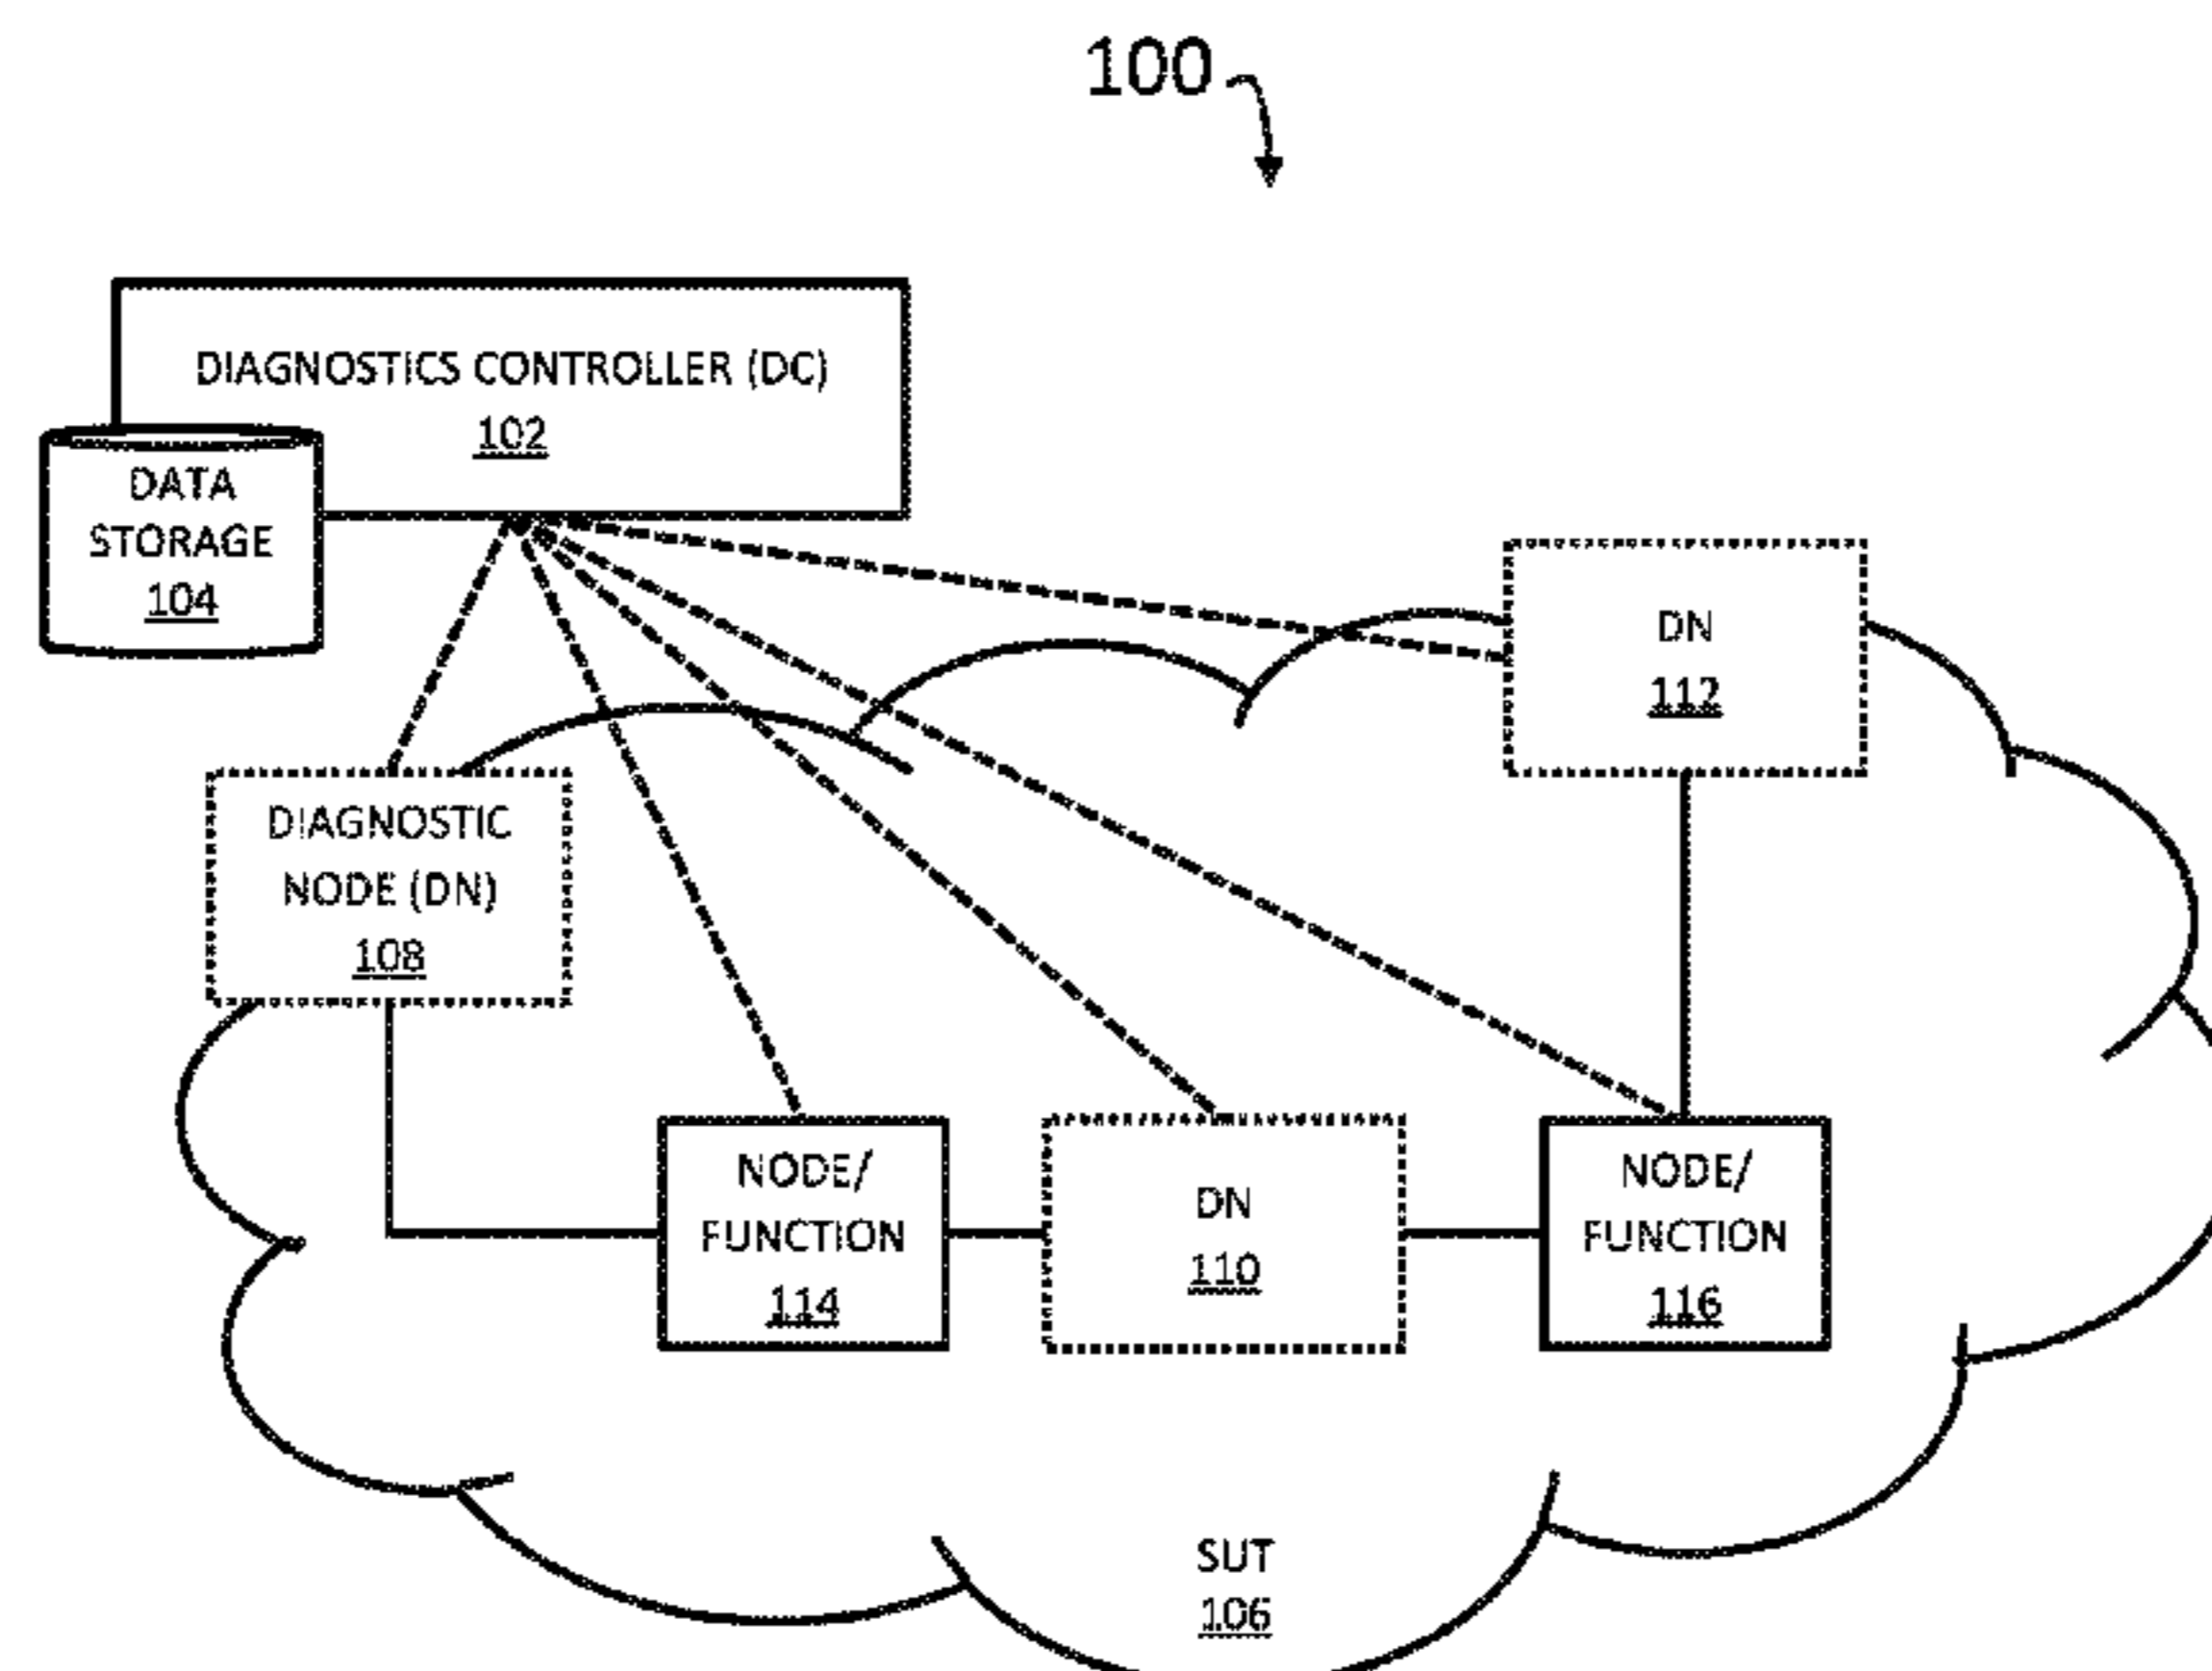 100
DIAGNOSTICS CONTROLLER (DC)
102
DATA
STORAGE
104
DN
112
DIAGNOSTIC
NODE (DN)
108
NODE/
FUNCTION
114
DN
110
NODE/
FUNCTION
116
SUT
106